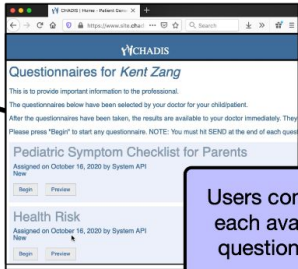 CHADIS | Home - Patient Servi
https://www.site.chad
Search
CHADIS
Questionnaires for Kent Zang
This is to provide important information to the professional.
The questionnaires below have been selected by your doctor for your child/patient.
After the questionnaires have been taken, the results are available to your doctor immediately. They
Please press "Begin" to start any questionnaire. NOTE: You must hit SEND at the end of each ques
Pediatric Symptom Checklist for Parents
Assigned on October 16, 2020 by System API
New
Begin Preview
Health Risk
Assigned on October 16, 2020 by System API
New
Begin Preview
Users con
each ava
question